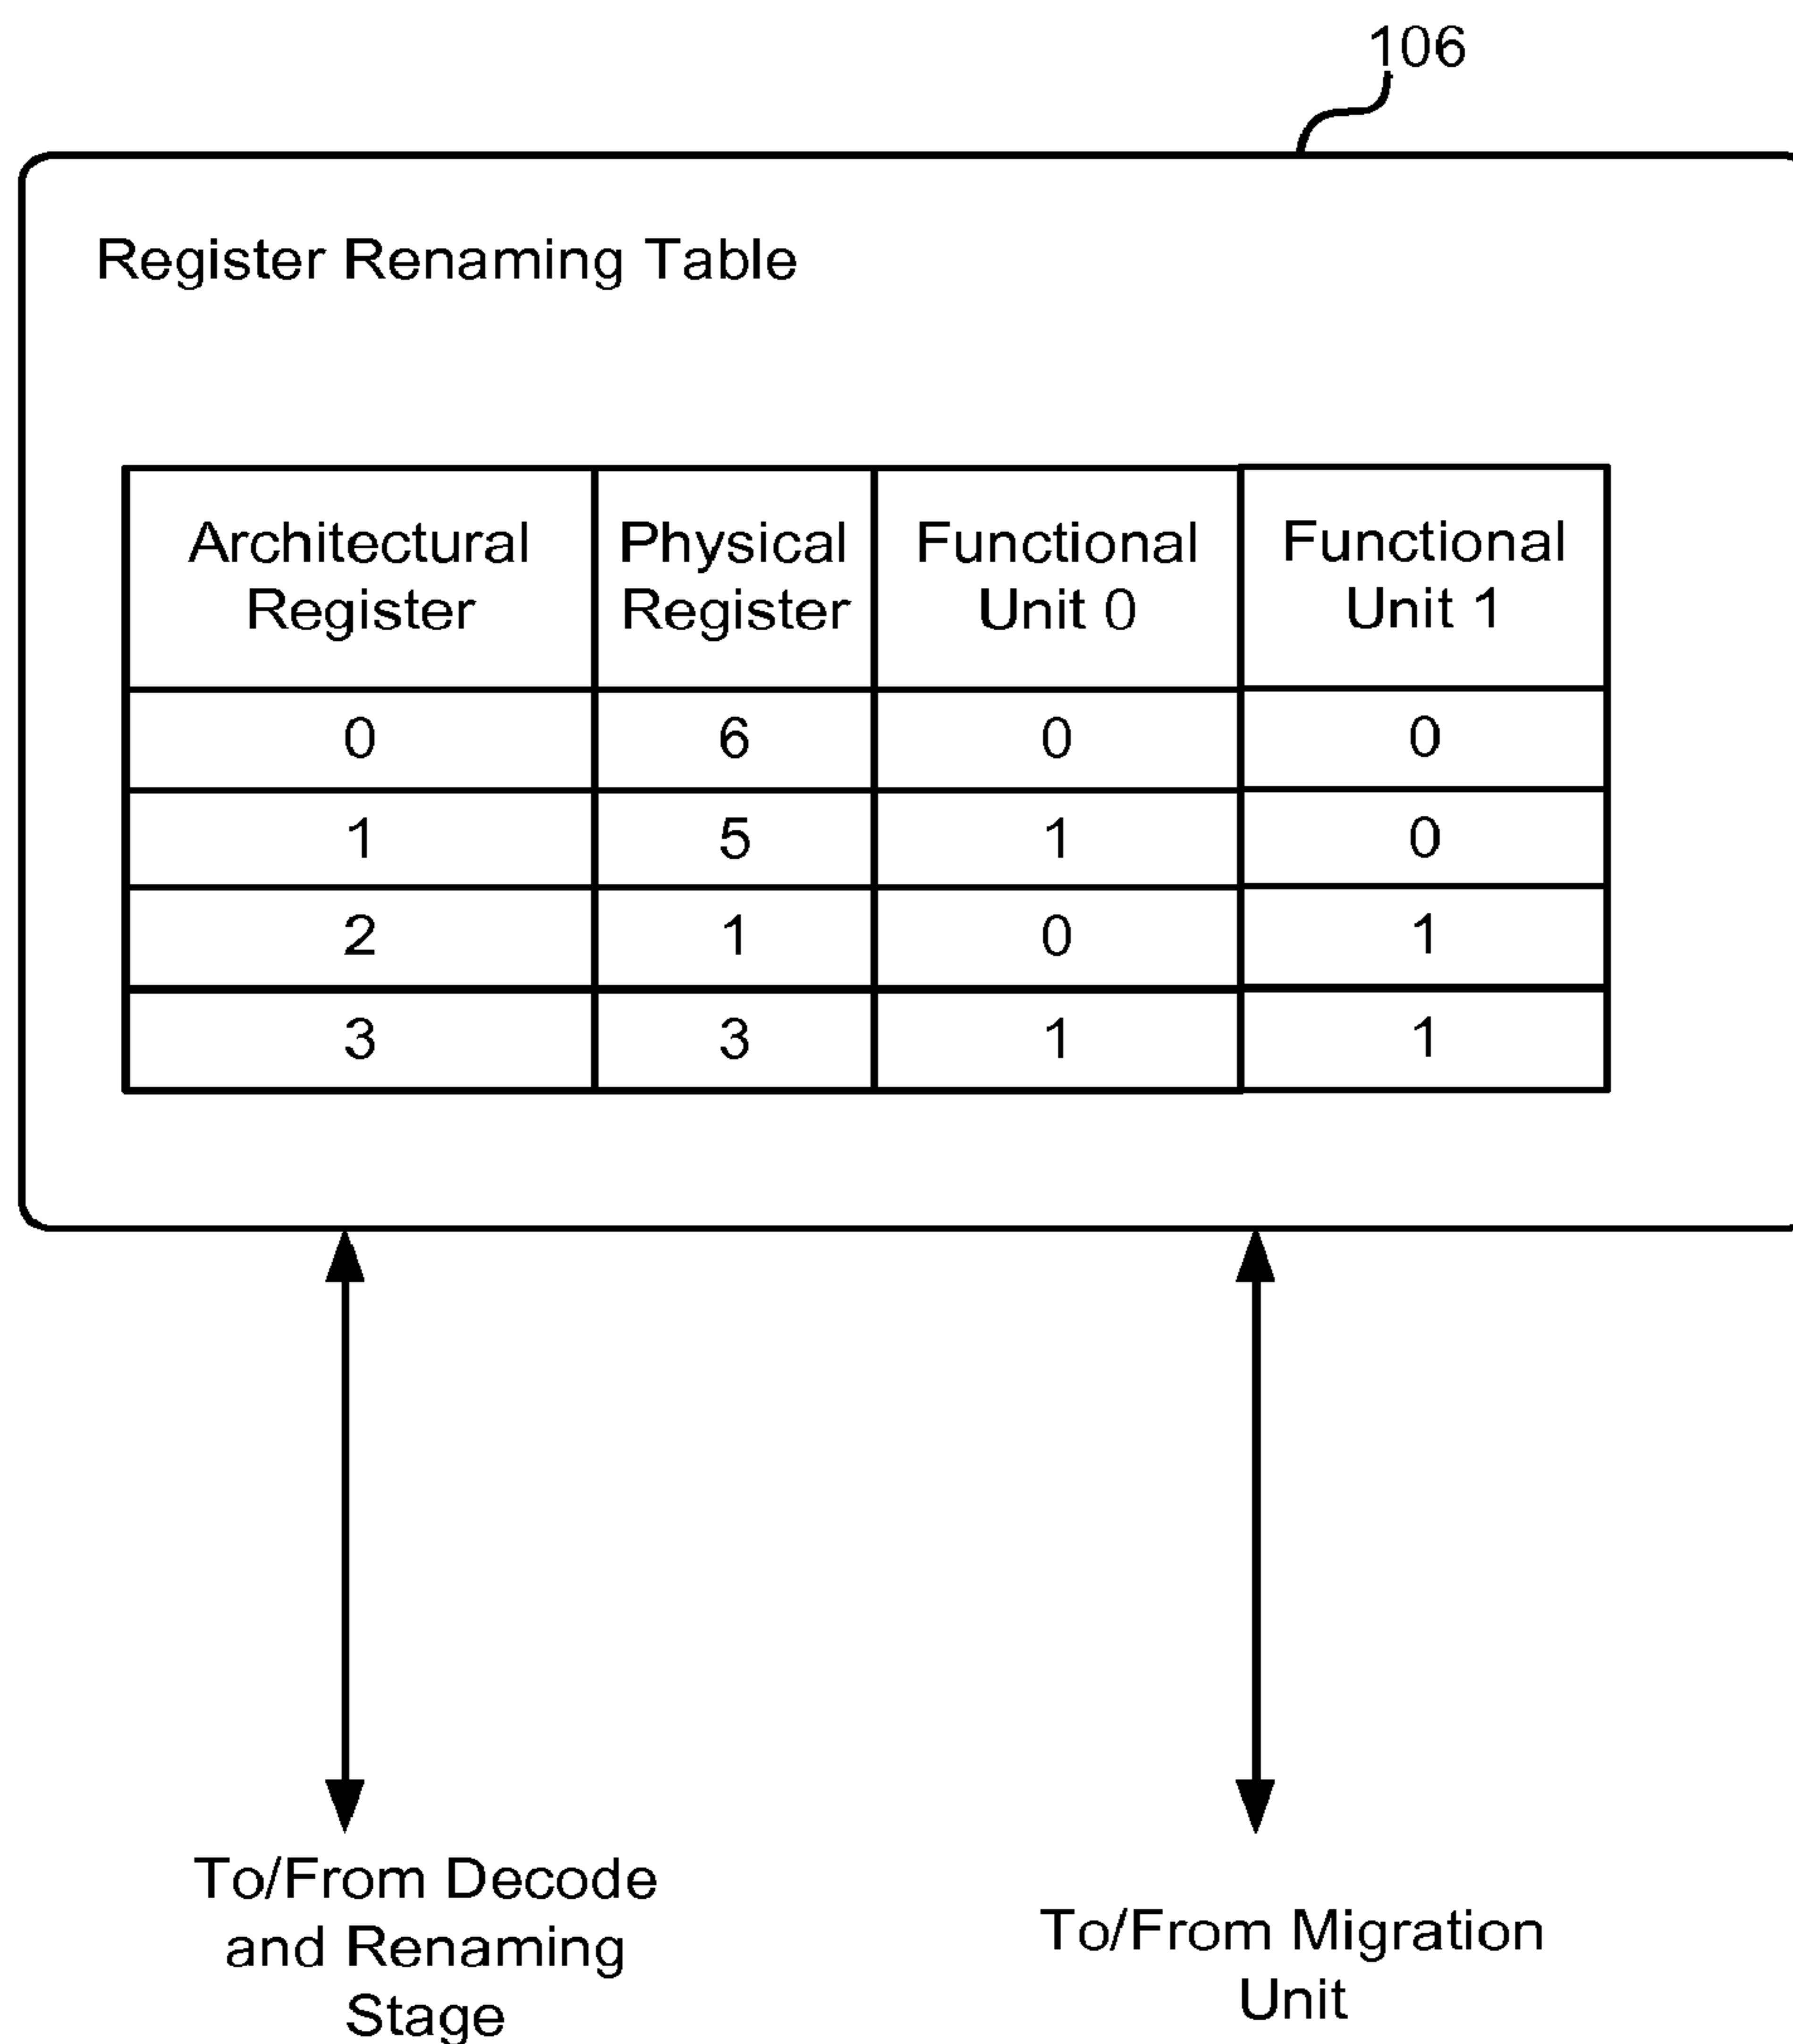 106
Register Renaming Table
Architectural Register Physical Register Functional Unit 0 Functional Unit 1
0 6 0 0
1 5 1 0
2 1 0 1
3 3 1 1
To/From Decode
and Renaming
Stage
To/From Migration
Unit